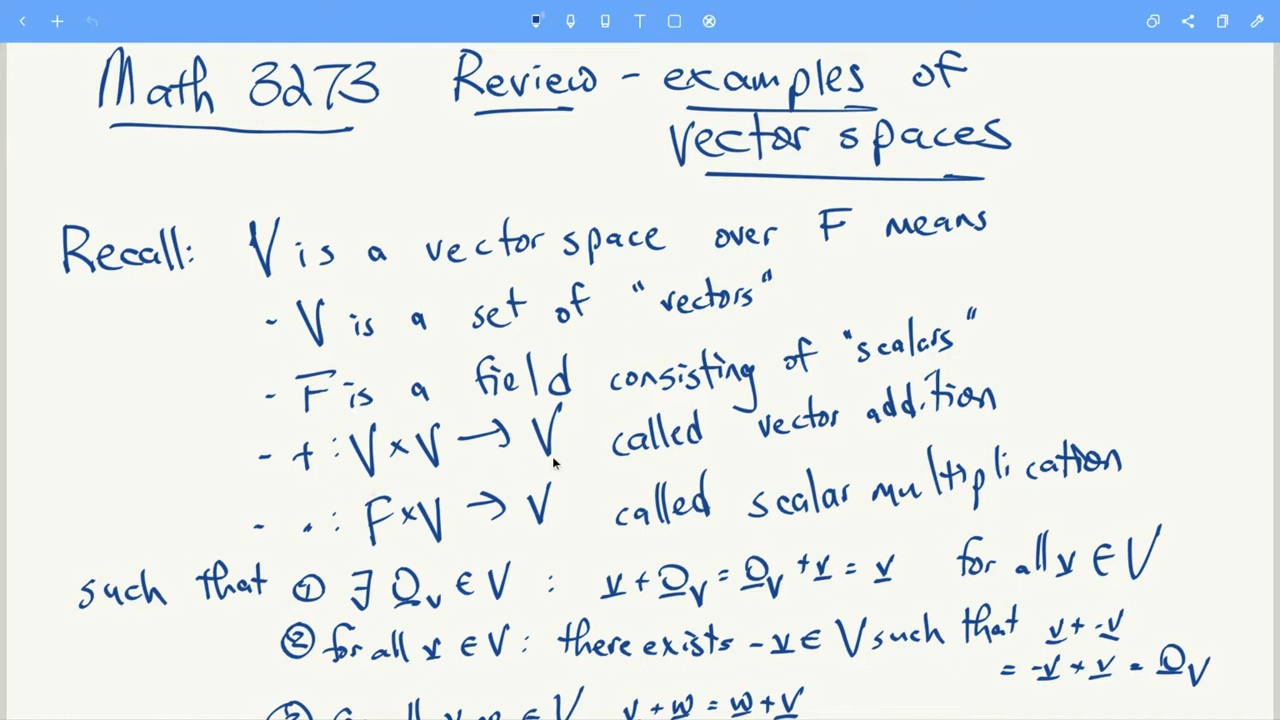 Math 3273 Review - examples of
vector spaces
Recall: V is a vector space over F means
- V is a set of "vectors"
- F is a field consisting of "scalars"
- + : V × V → V called vector addition
- · : F × V → V called scalar multiplication
such that ① ∃ 0_V ∈ V : v + 0_V = 0_V + v = v for all v ∈ V
② for all v ∈ V : there exists -v ∈ V such that v + -v
= -v + v = 0_V
v + w = w + v